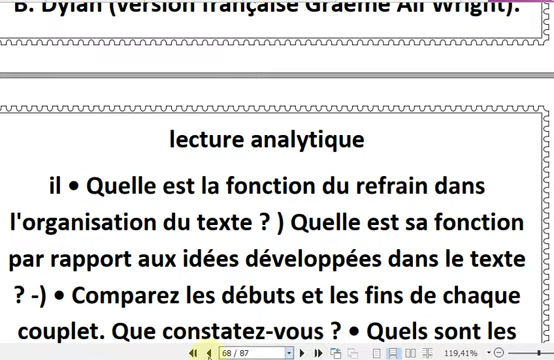 B. Dylan (version française Graeme All Wright).
lecture analytique
il • Quelle est la fonction du refrain dans
l'organisation du texte ? ) Quelle est sa fonction
par rapport aux idées développées dans le texte
? -) • Comparez les débuts et les fins de chaque
couplet. Que constatez-vous ? • Quels sont les
68 / 87
119,41%